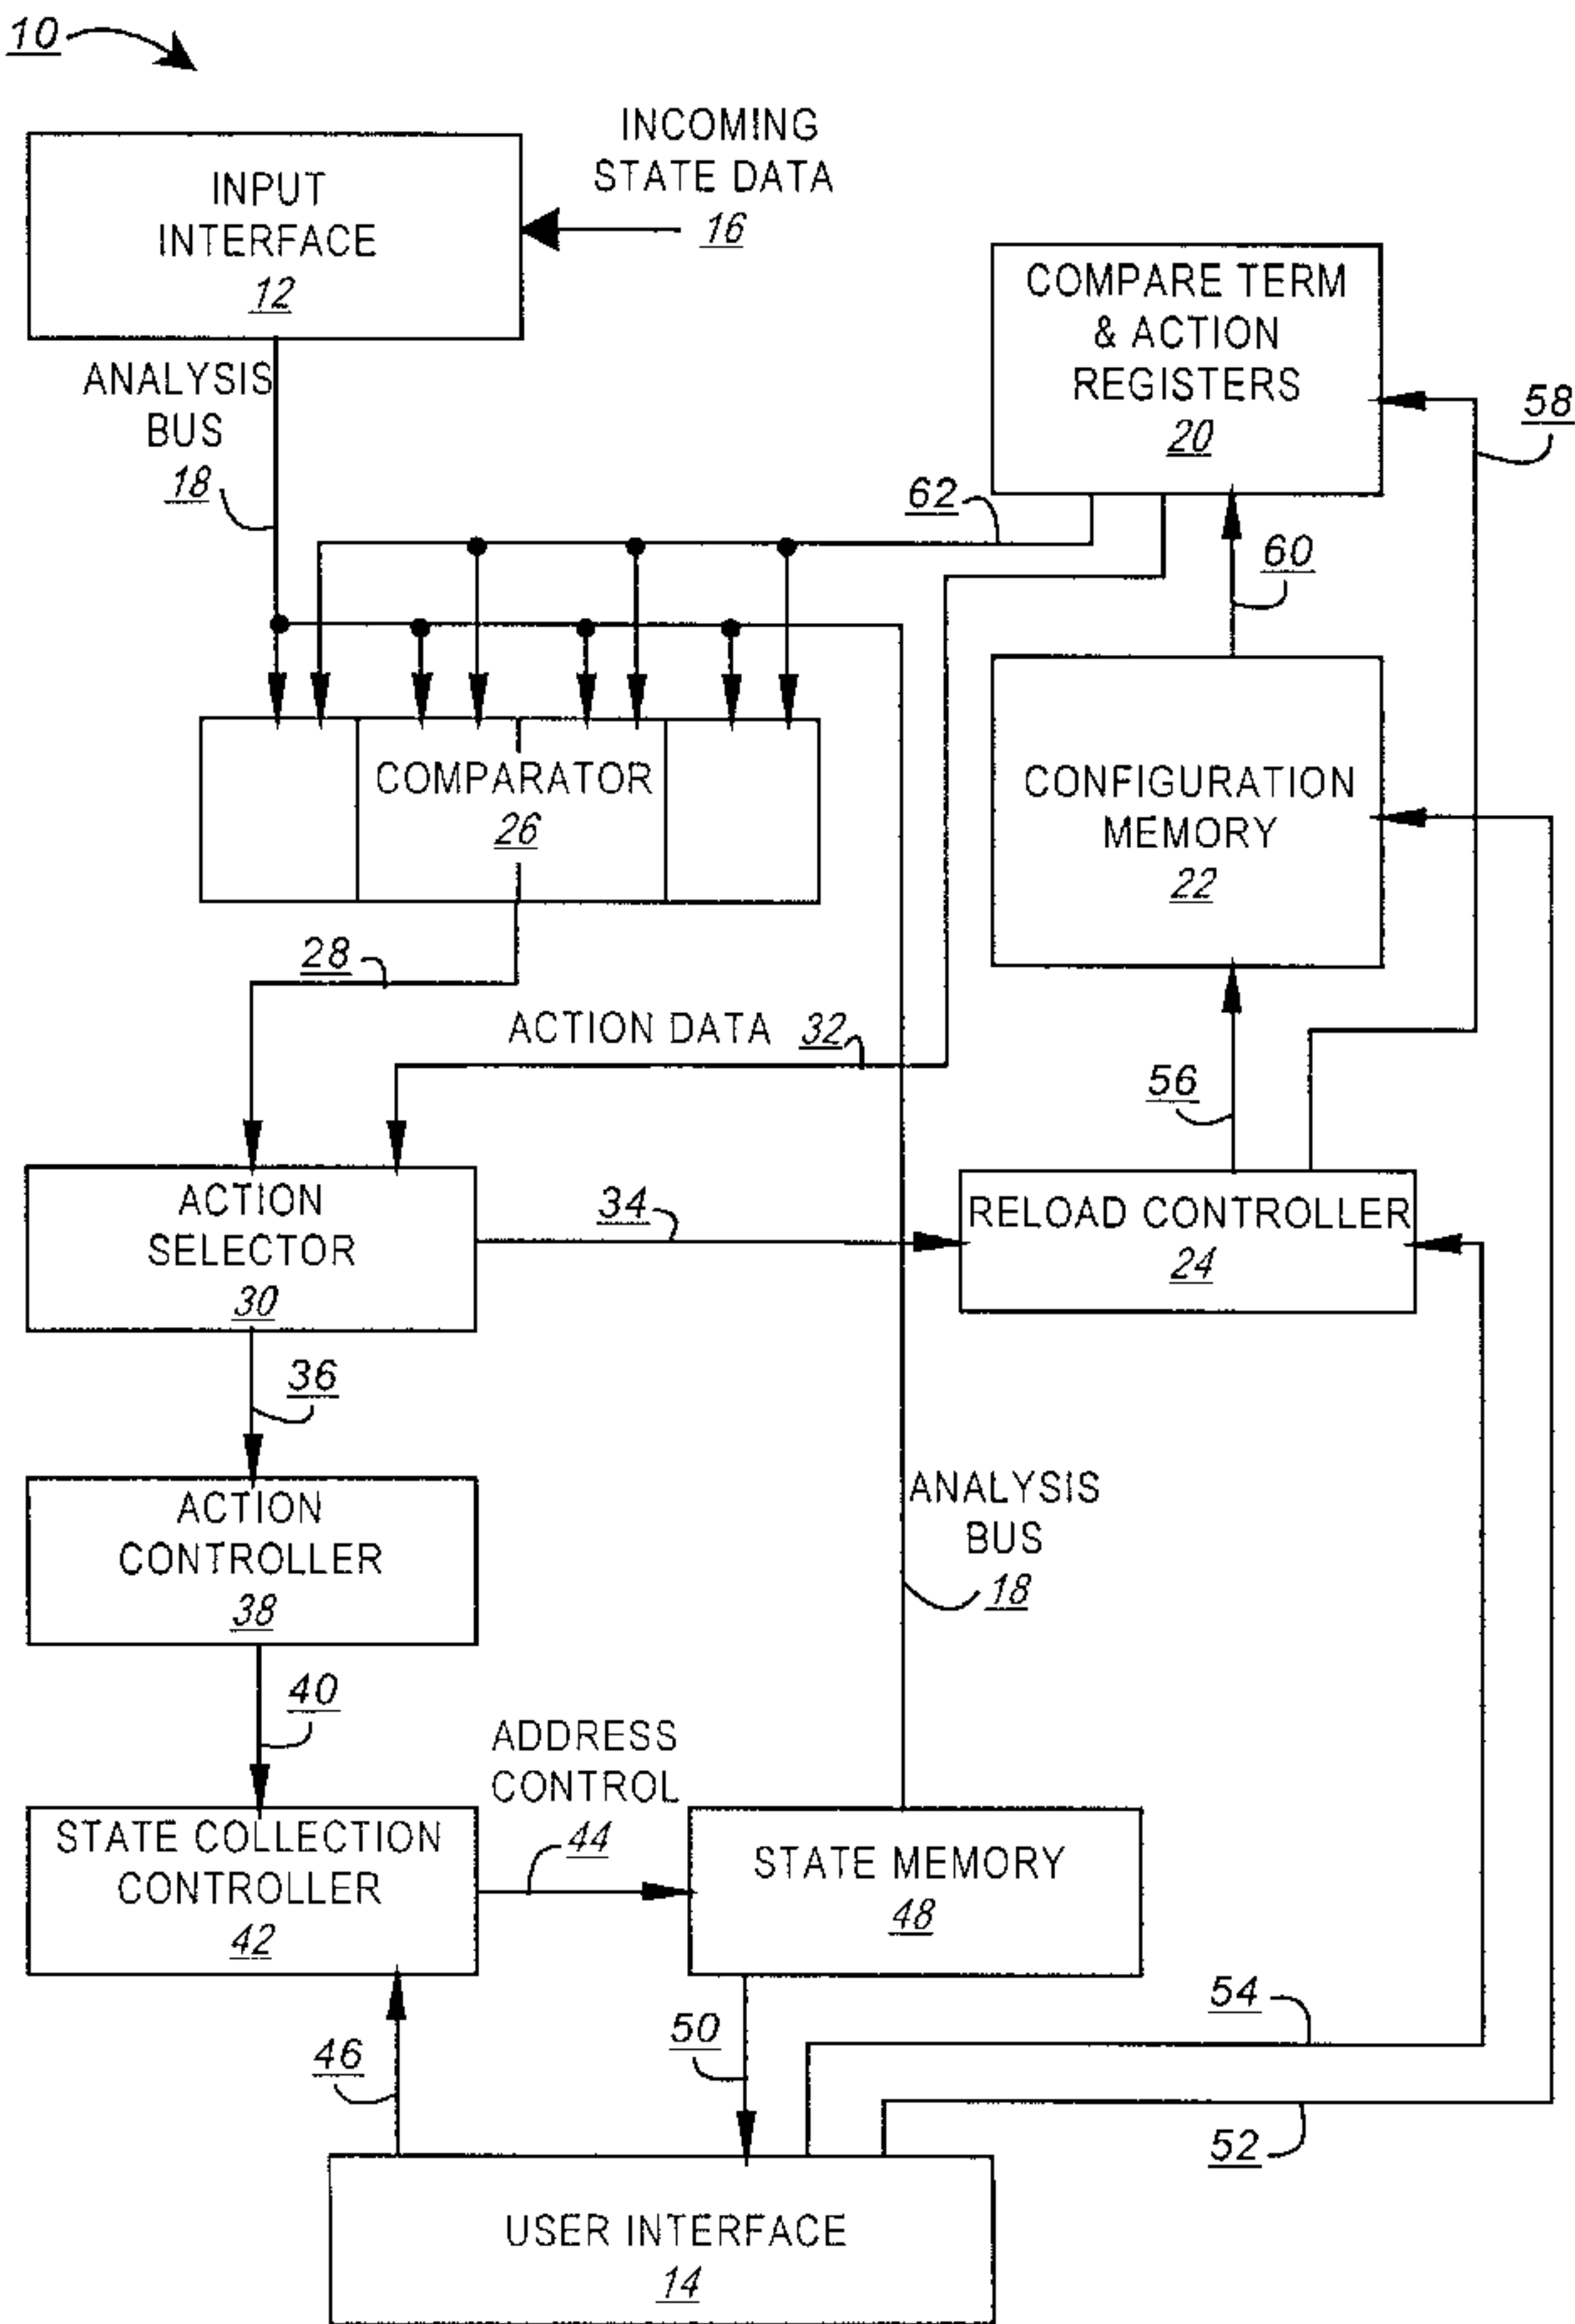 10
INCOMING
STATE DATA
16
INPUT
INTERFACE
12
COMPARE TERM
& ACTION
REGISTERS
20
58
ANALYSIS
BUS
18
62
60
COMPARATOR
26
CONFIGURATION
MEMORY
22
28
ACTION DATA 32
56
ACTION
SELECTOR
30
34
RELOAD CONTROLLER
24
36
ACTION
CONTROLLER
38
ANALYSIS
BUS
18
40
ADDRESS
CONTROL
44
STATE COLLECTION
CONTROLLER
42
STATE MEMORY
48
54
50
46
52
USER INTERFACE
14